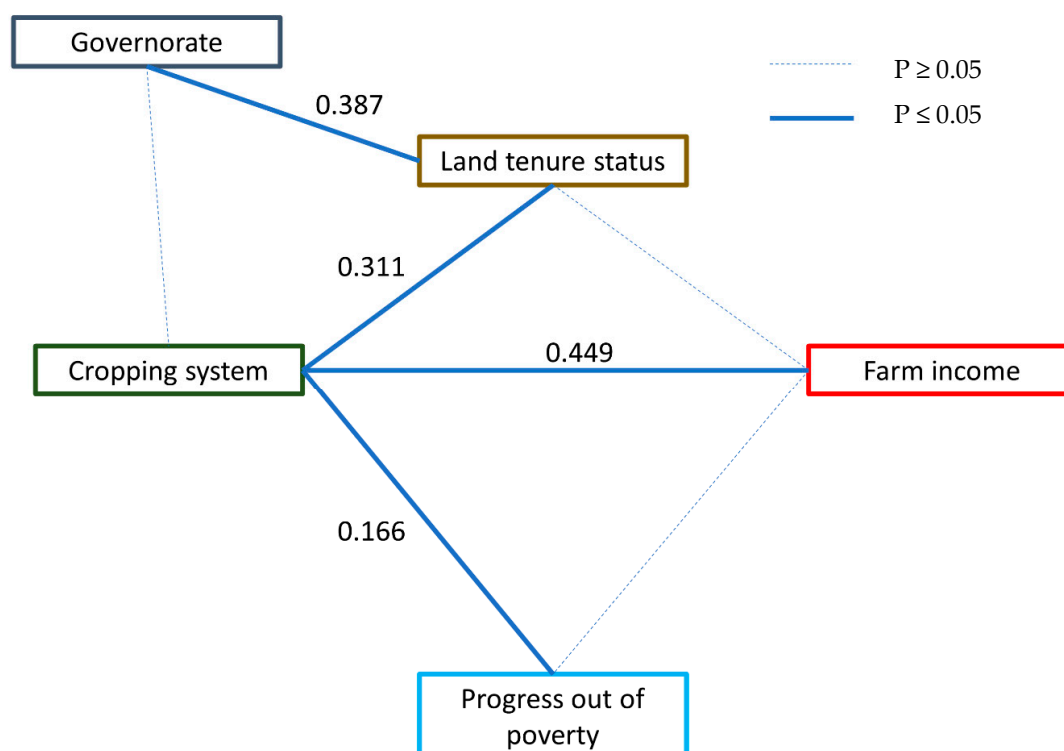 Governorate
P ≥ 0.05
0.387
P ≤ 0.05
Land tenure status
0.311
0.449
Cropping system
Farm income
0.166
Progress out of
poverty